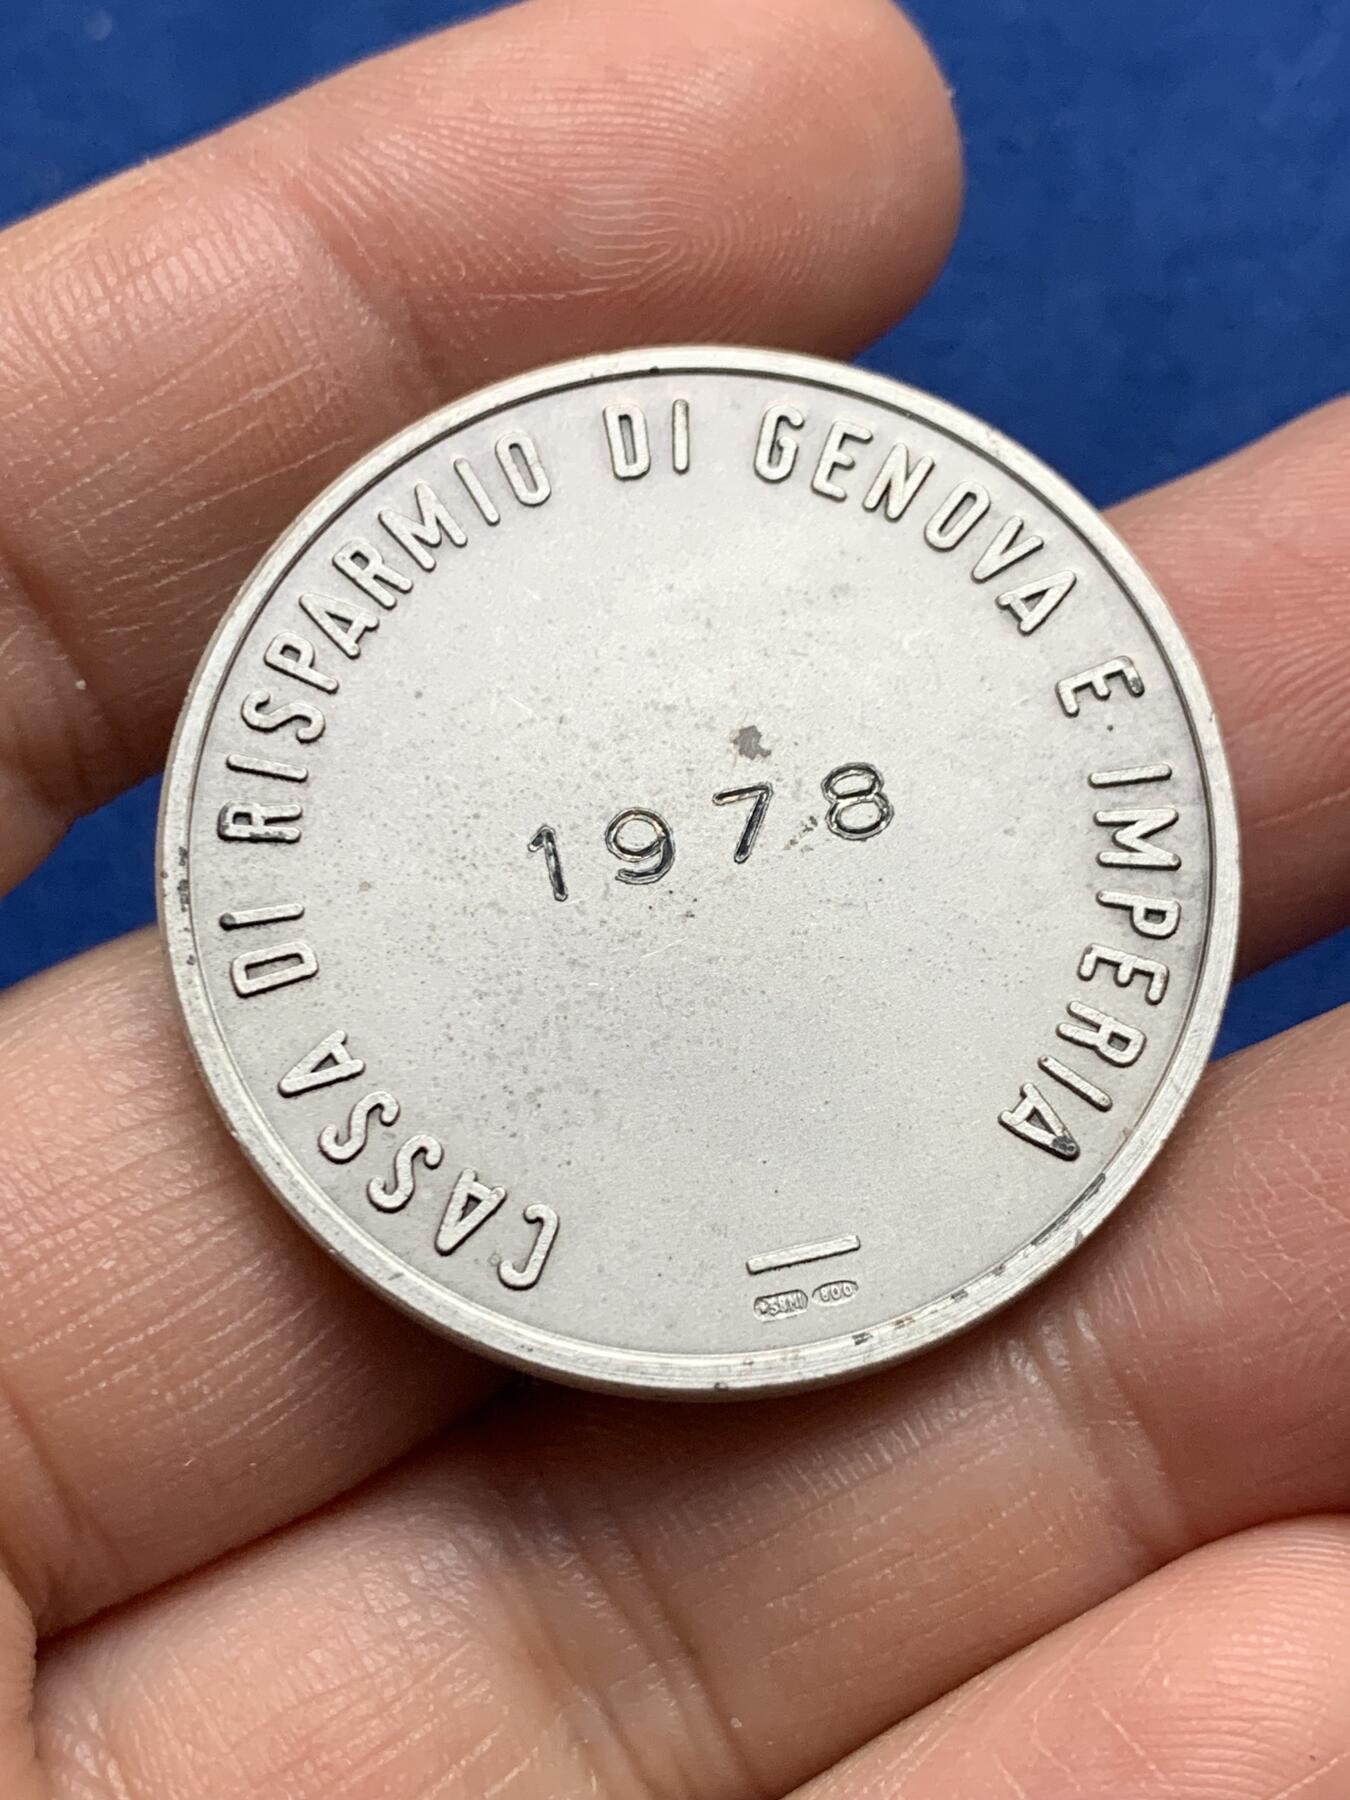 CASSA DI RISPARMIO DI GENOVA E IMPERIA
1978
800